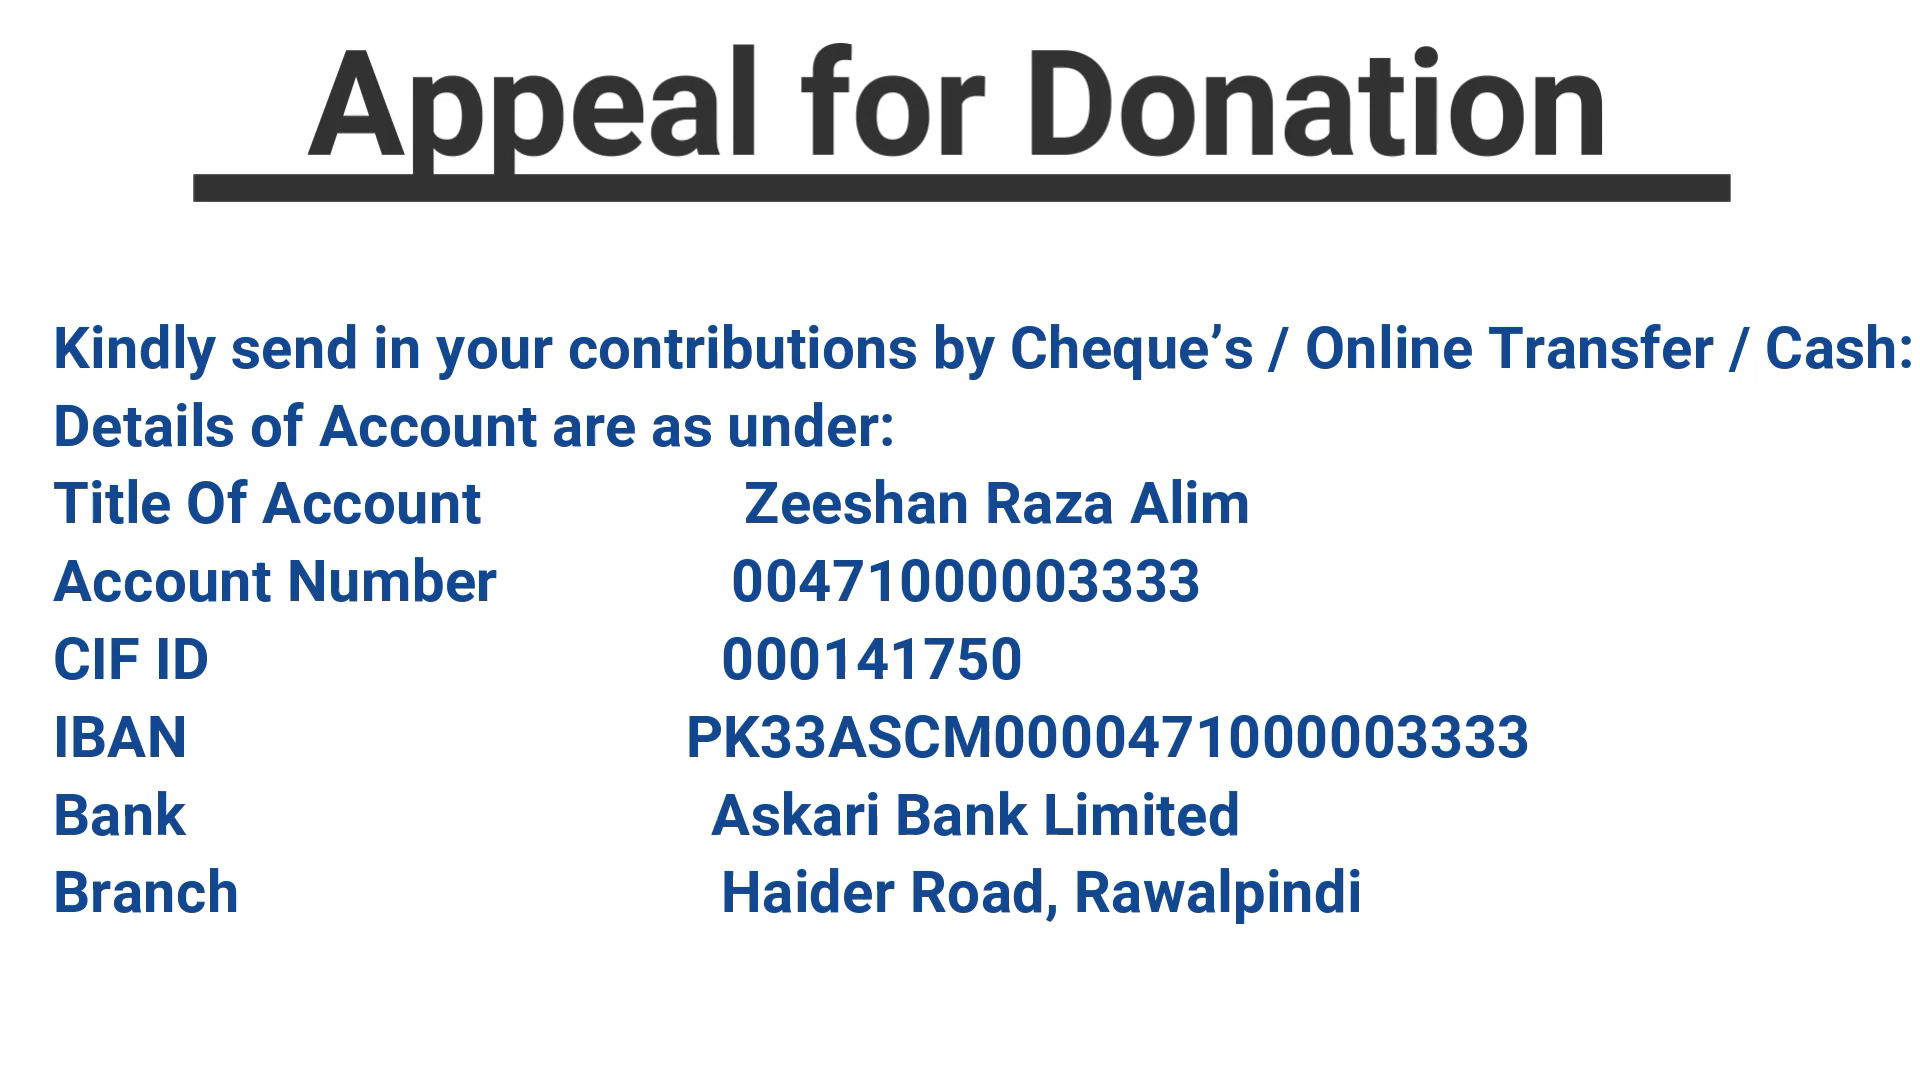 Appeal for Donation
Kindly send in your contributions by Cheque’s / Online Transfer / Cash:
Details of Account are as under:
Title Of Account Zeeshan Raza Alim
Account Number 00471000003333
CIF ID 000141750
IBAN PK33ASCM0000471000003333
Bank Askari Bank Limited
Branch Haider Road, Rawalpindi